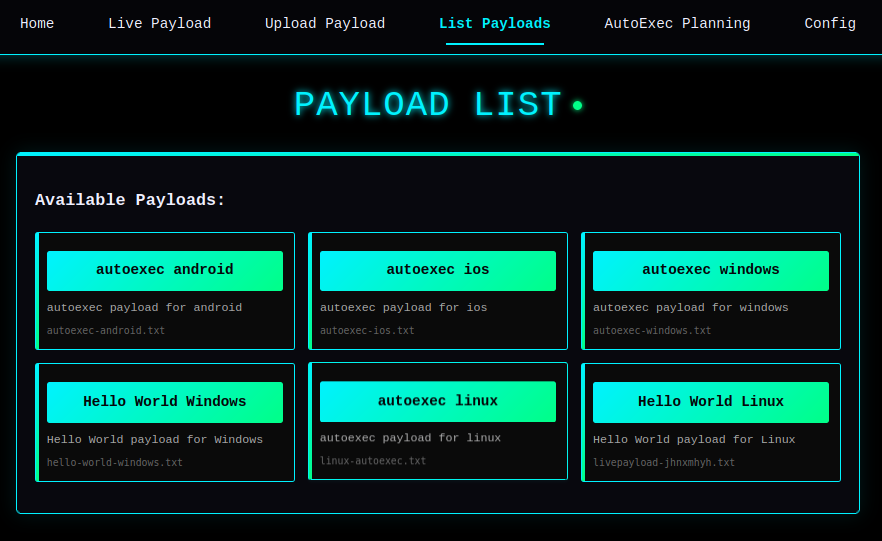 Home Live Payload Upload Payload List Payloads AutoExec Planning Config
PAYLOAD LIST
Available Payloads:
autoexec android
autoexec payload for android
autoexec-android.txt
autoexec ios
autoexec payload for ios
autoexec-ios.txt
autoexec windows
autoexec payload for windows
autoexec-windows.txt
Hello World Windows
Hello World payload for Windows
hello-world-windows.txt
autoexec linux
autoexec payload for linux
linux-autoexec.txt
Hello World Linux
Hello World payload for Linux
livepayload-jhnxmhyh.txt